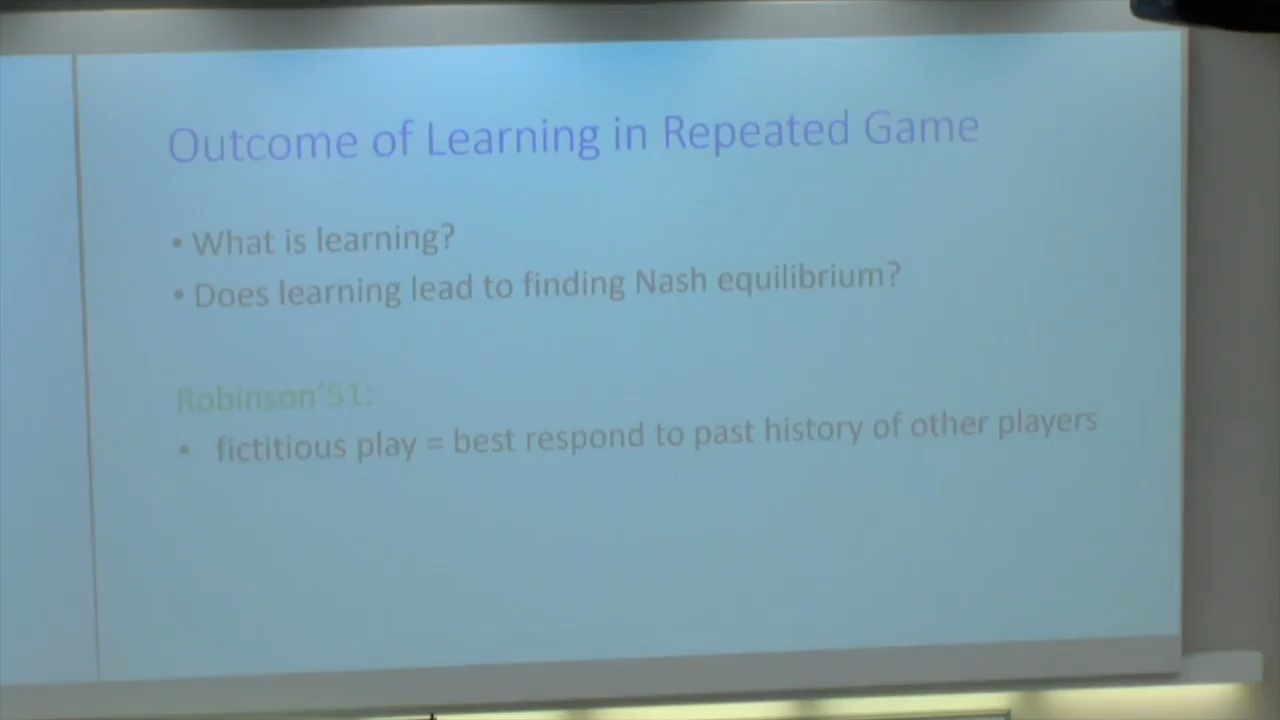 Outcome of Learning in Repeated Game
• What is learning?
• Does learning lead to finding Nash equilibrium?
Robinson'51:
• fictitious play = best respond to past history of other players